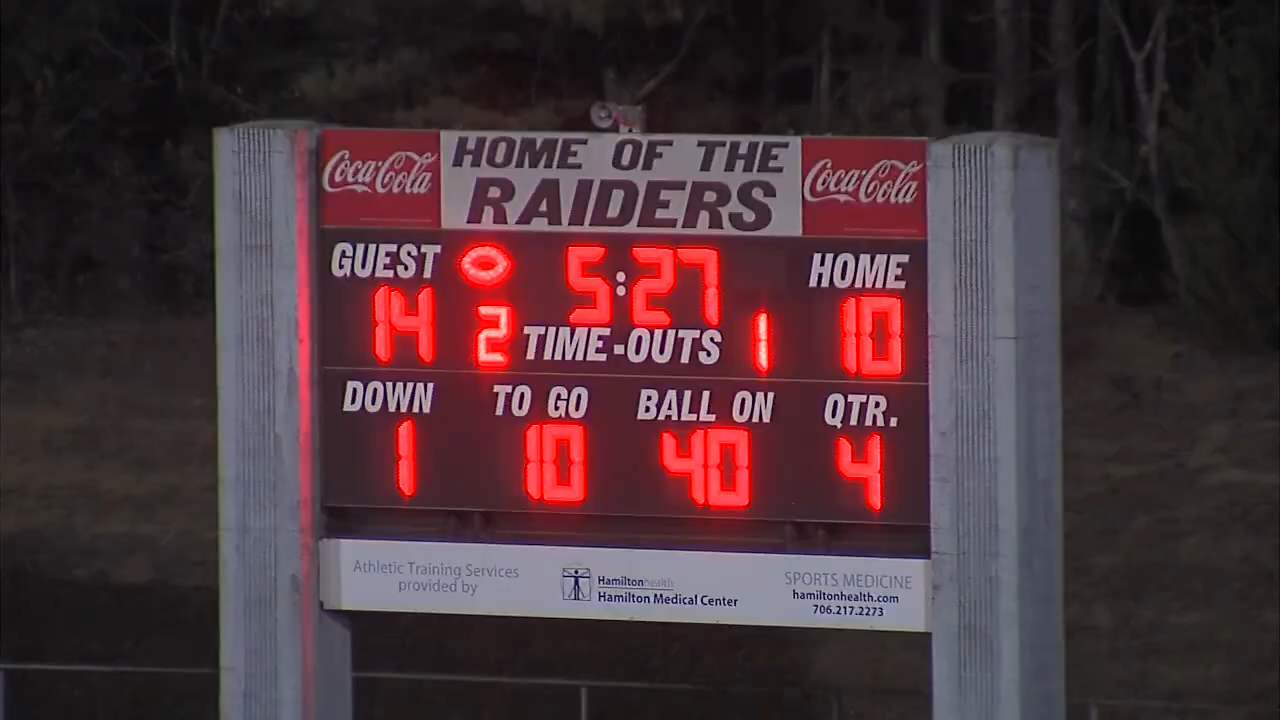 Coca-Cola HOME OF THE Coca-Cola
RAIDERS
GUEST 5:27 HOME
14 2 TIME-OUTS 1 10
DOWN TO GO BALL ON QTR.
1 10 40 4
Athletic Training Services
provided by
Hamiltonhealth
Hamilton Medical Center
SPORTS MEDICINE
hamiltonhealth.com
706.217.2273